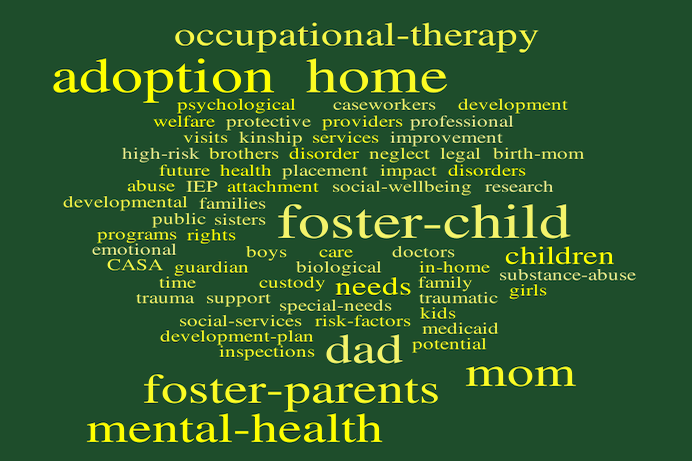 occupational-therapy
adoption home
psychological caseworkers development
welfare protective providers professional
visits kinship services improvement
high-risk brothers disorder neglect legal birth-mom
future health placement impact disorders
abuse IEP attachment social-wellbeing research
developmental families
public sisters foster-child
programs rights
emotional boys care doctors children
CASA guardian biological in-home substance-abuse
time custody needs family girls
trauma support special-needs traumatic
kids
social-services risk-factors medicaid
development-plan dad potential
inspections
foster-parents mom
mental-health